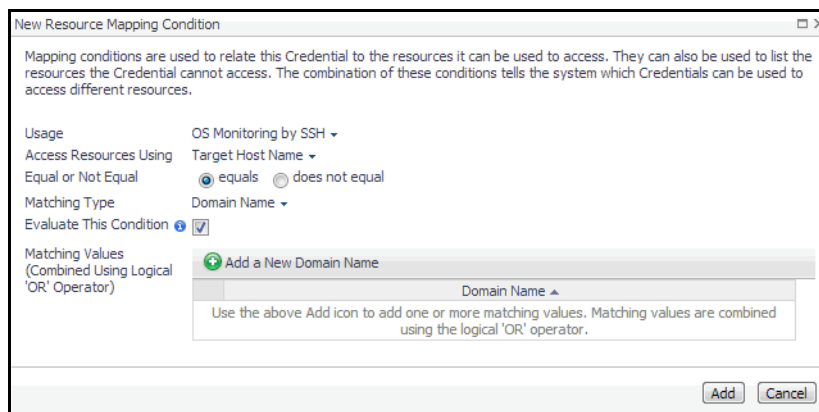 New Resource Mapping Condition
Mapping conditions are used to relate this Credential to the resources it can be used to access. They can also be used to list the
resources the Credential cannot access. The combination of these conditions tells the system which Credentials can be used to
access different resources.
Usage OS Monitoring by SSH
Access Resources Using Target Host Name
Equal or Not Equal equals does not equal
Matching Type Domain Name
Evaluate This Condition
Matching Values
(Combined Using Logical
'OR' Operator)
Add a New Domain Name
Domain Name
Use the above Add icon to add one or more matching values. Matching values are combined
using the logical 'OR' operator.
Add Cancel